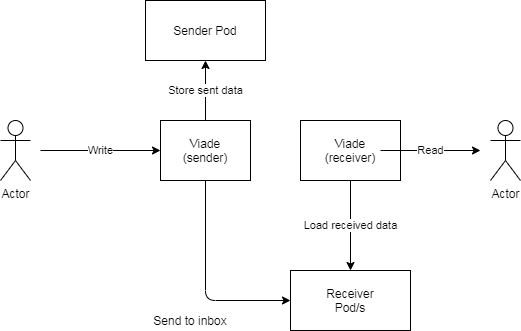 Sender Pod
Store sent data
Write
Viade
(sender)
Viade
(receiver)
Read
Actor
Actor
Load received data
Receiver
Pod/s
Send to inbox